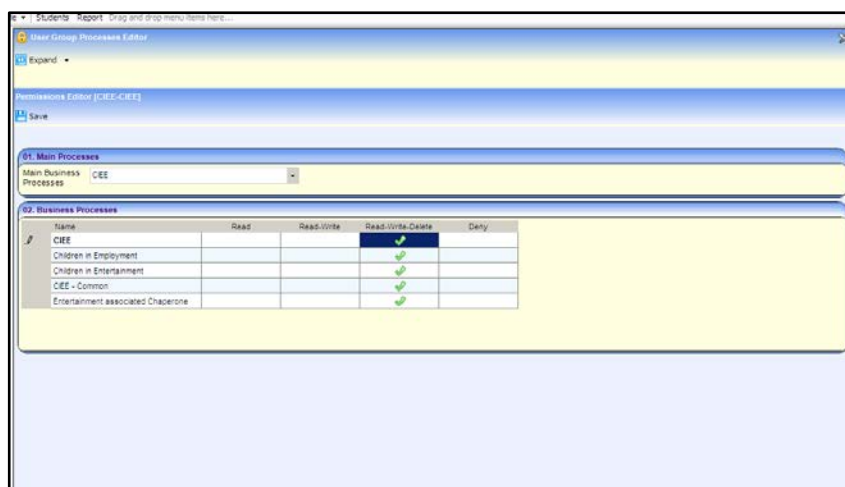 e Students Report Drag and drop menu items here...
User Group Processes Editor
Expand
Permissions Editor [CIEE-CIEE]
Save
01. Main Processes
Main Business Processes CIEE
02. Business Processes
Name Read Read-Write Read-Write-Delete Deny
CIEE
Children in Employment
Children in Entertainment
CIEE - Common
Entertainment associated Chaperone